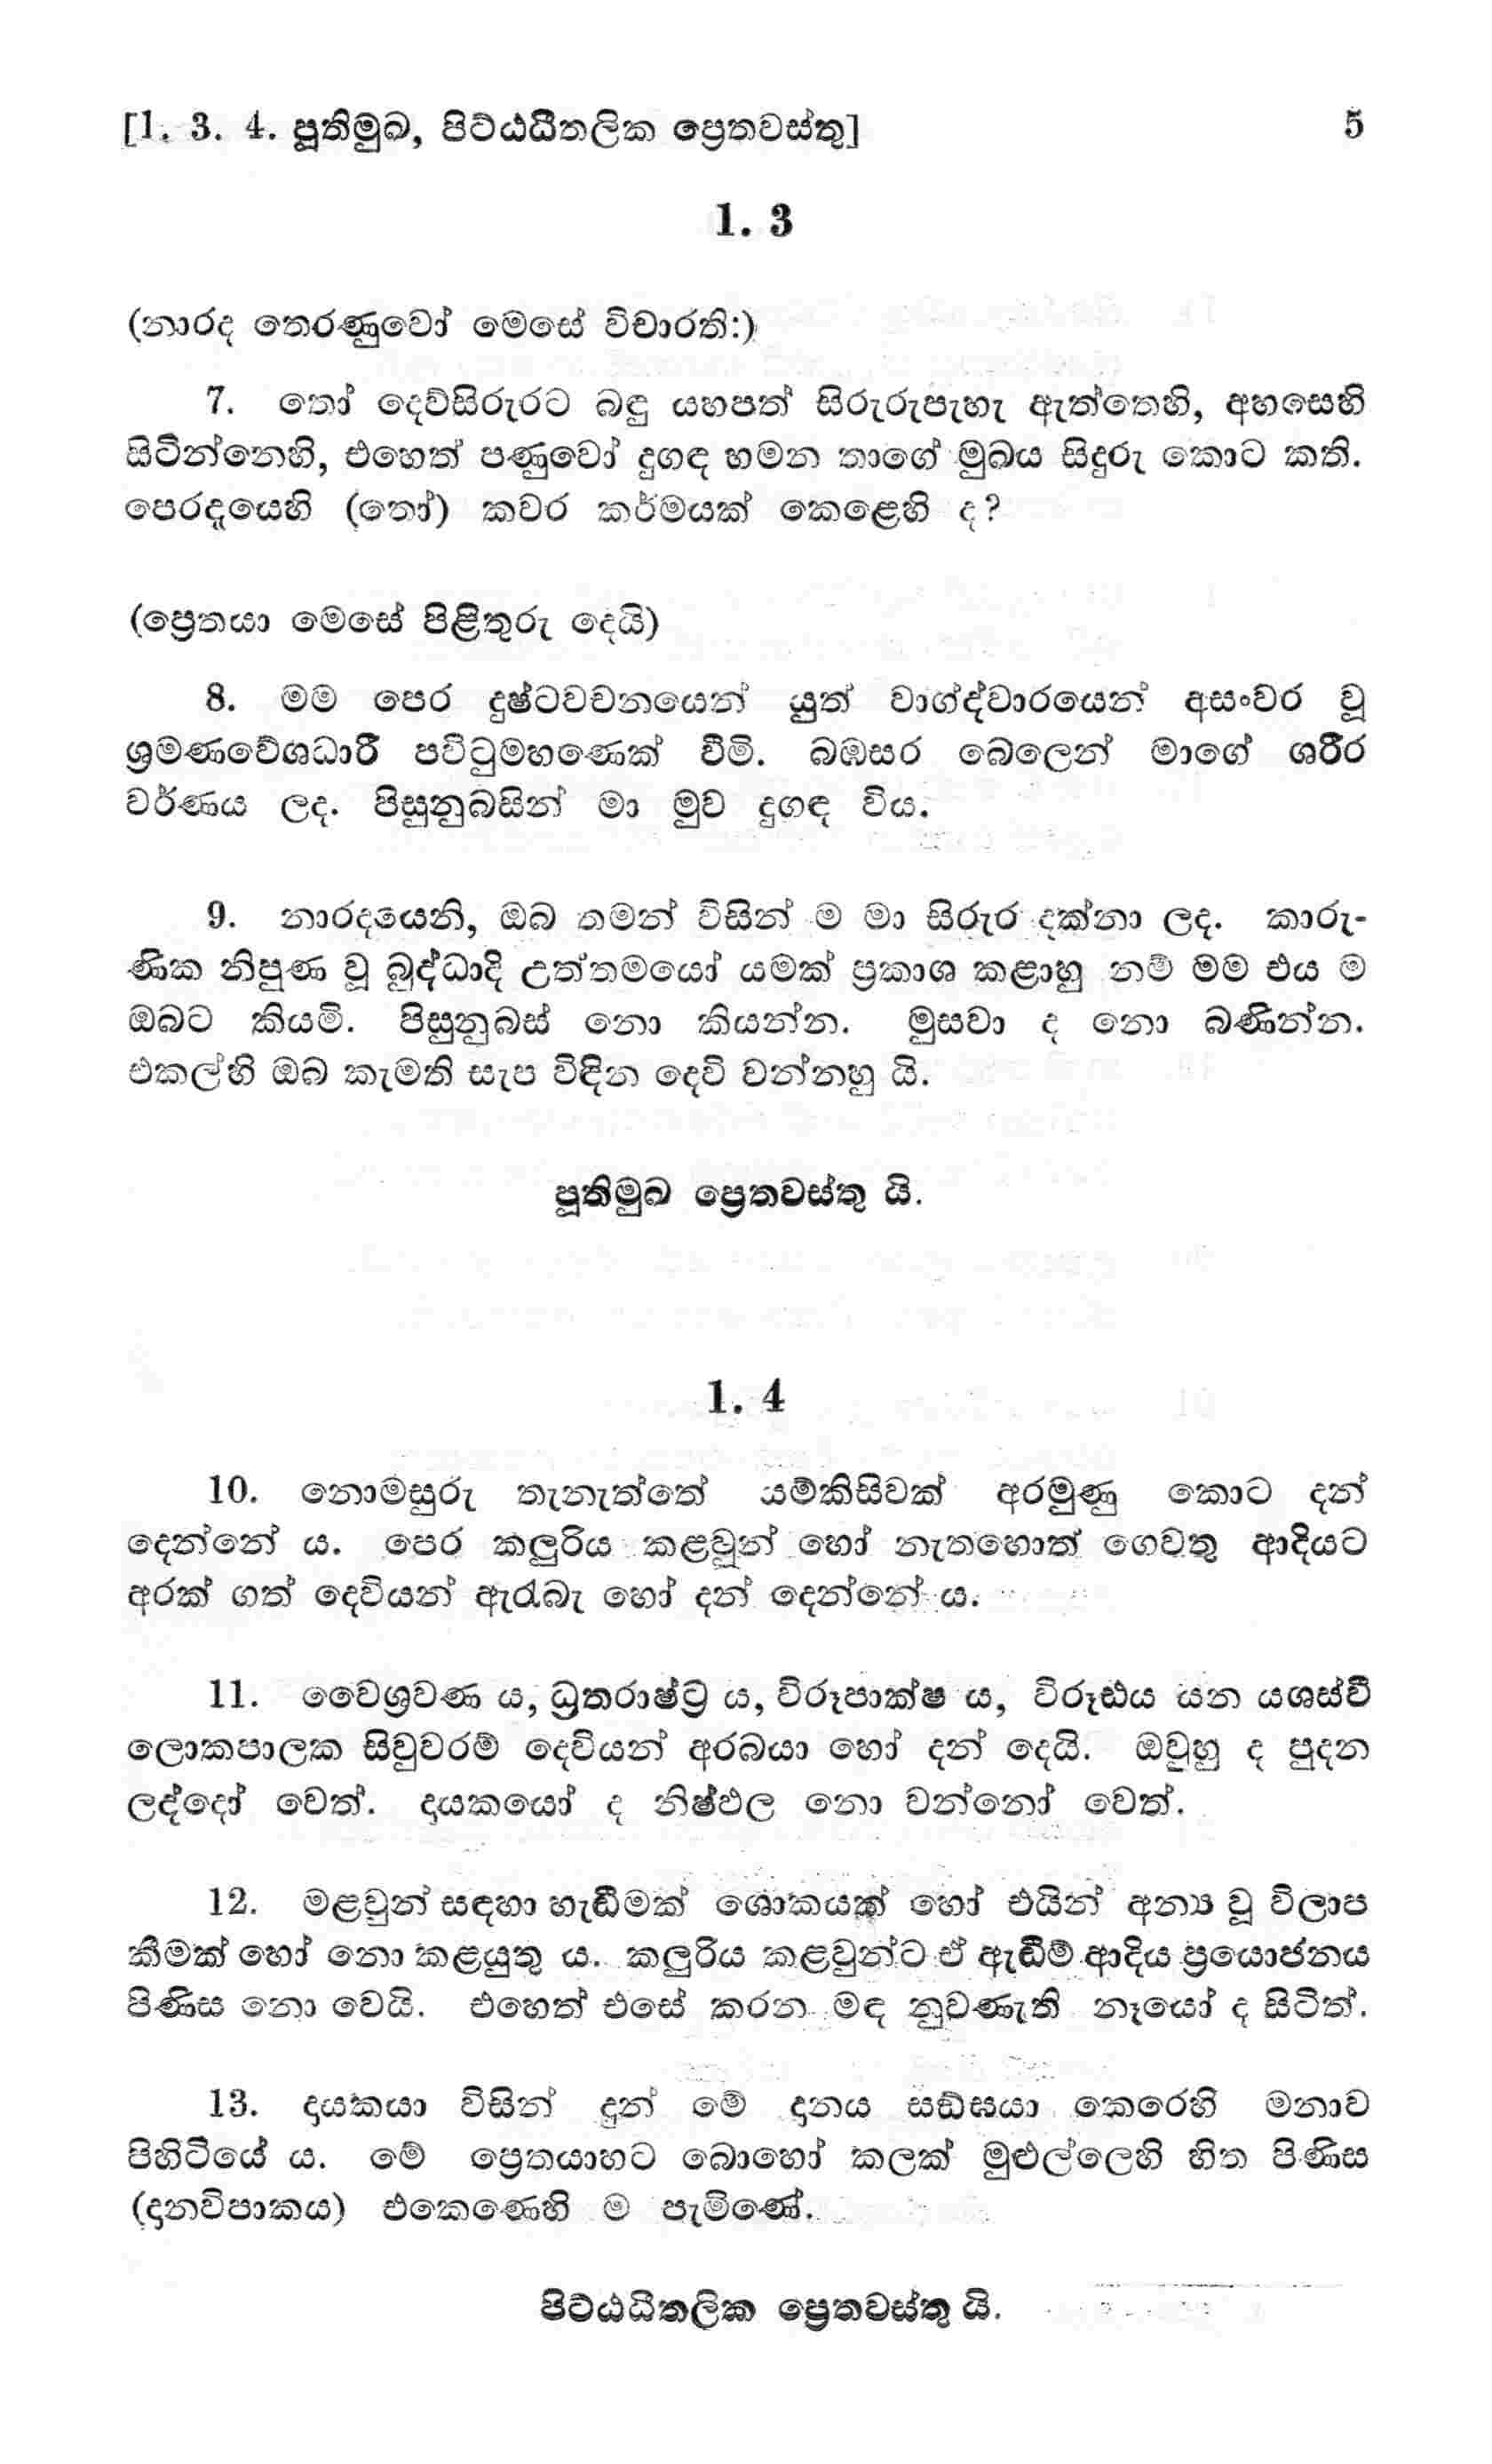 [1. 3. 4. පූතිමුඛ, පිට්ඨධීතලික ප්‍රෙතවස්තු] 5
1. 3
(නාරද තෙරණුවෝ මෙසේ විචාරති:)
7. තෝ දෙව්සිරුරට බඳු යහපත් සිරුරුපැහැ ඇත්තෙහි, අහසෙහි
සිටින්නෙහි, එහෙත් පණුවෝ දුගඳ හමන තාගේ මුඛය සිදුරු කොට කති.
පෙරදැයෙහි (තෝ) කවර කර්මයක් කෙළෙහි ද?
(ප්‍රෙතයා මෙසේ පිළිතුරු දෙයි)
8. මම පෙර දුෂ්ටවචනයෙන් යුත් වාග්ද්වාරයෙන් අසංවර වූ
ශ්‍රමණවේශධාරී පවිටුමහණෙක් වීමි. බඹසර බෙලෙන් මාගේ ශරීර
වර්ණය ලද. පිසුනුබසින් මා මුව දුගඳ විය.
9. නාරදයෙනි, ඔබ තමන් විසින් ම මා සිරුර දක්නා ලද. කාරු-
ණික නිපුණ වූ බුද්ධාදි උත්තමයෝ යමක් ප්‍රකාශ කළාහු නම් මම එය ම
ඔබට කියමි. පිසුනුබස් නො කියන්න. මුසවා ද නො බණින්න.
එකල්හි ඔබ කැමති සැප විඳින දෙවි වන්නහු යි.
පූතිමුඛ ප්‍රෙතවස්තු යි.
1. 4
10. නොමසුරු තැනැත්තේ යම්කිසිවක් අරමුණු කොට දන්
දෙන්නේ ය. පෙර කලුරිය කළවුන් හෝ නැතහොත් ගෙවතු ආදියට
අරක් ගත් දෙවියන් ඇරැබැ හෝ දන් දෙන්නේ ය.
11. වෛශ්‍රවණ ය, ධ්‍රතරාෂ්ට්‍ර ය, විරූපාක්ෂ ය, විරූඪය යන යශස්වී
ලොකපාලක සිවුවරම් දෙවියන් අරබයා හෝ දන් දෙයි. ඔවුහු ද පුදන
ලද්දෝ වෙත්. දයකයෝ ද නිෂ්ඵල නො වන්නෝ වෙත්.
12. මළවුන් සඳහා හැඬීමක් ශොකයක් හෝ එයින් අන්‍ය වූ විලාප
කීමක් හෝ නො කළයුතු ය. කලුරිය කළවුන්ට ඒ ඇඬීම් ආදිය ප්‍රයොජනය
පිණිස නො වෙයි. එහෙත් එසේ කරන මඳ නුවණැති නෑයෝ ද සිටිත්.
13. දයකයා විසින් දුන් මේ දනය සඞ්ඝයා කෙරෙහි මනාව
පිහිටියේ ය. මේ ප්‍රෙතයාහට බොහෝ කලක් මුළුල්ලෙහි හිත පිණිස
(දනවිපාකය) එකෙණෙහි ම පැමිණේ.
පිට්ඨධීතලික ප්‍රෙතවස්තු යි.